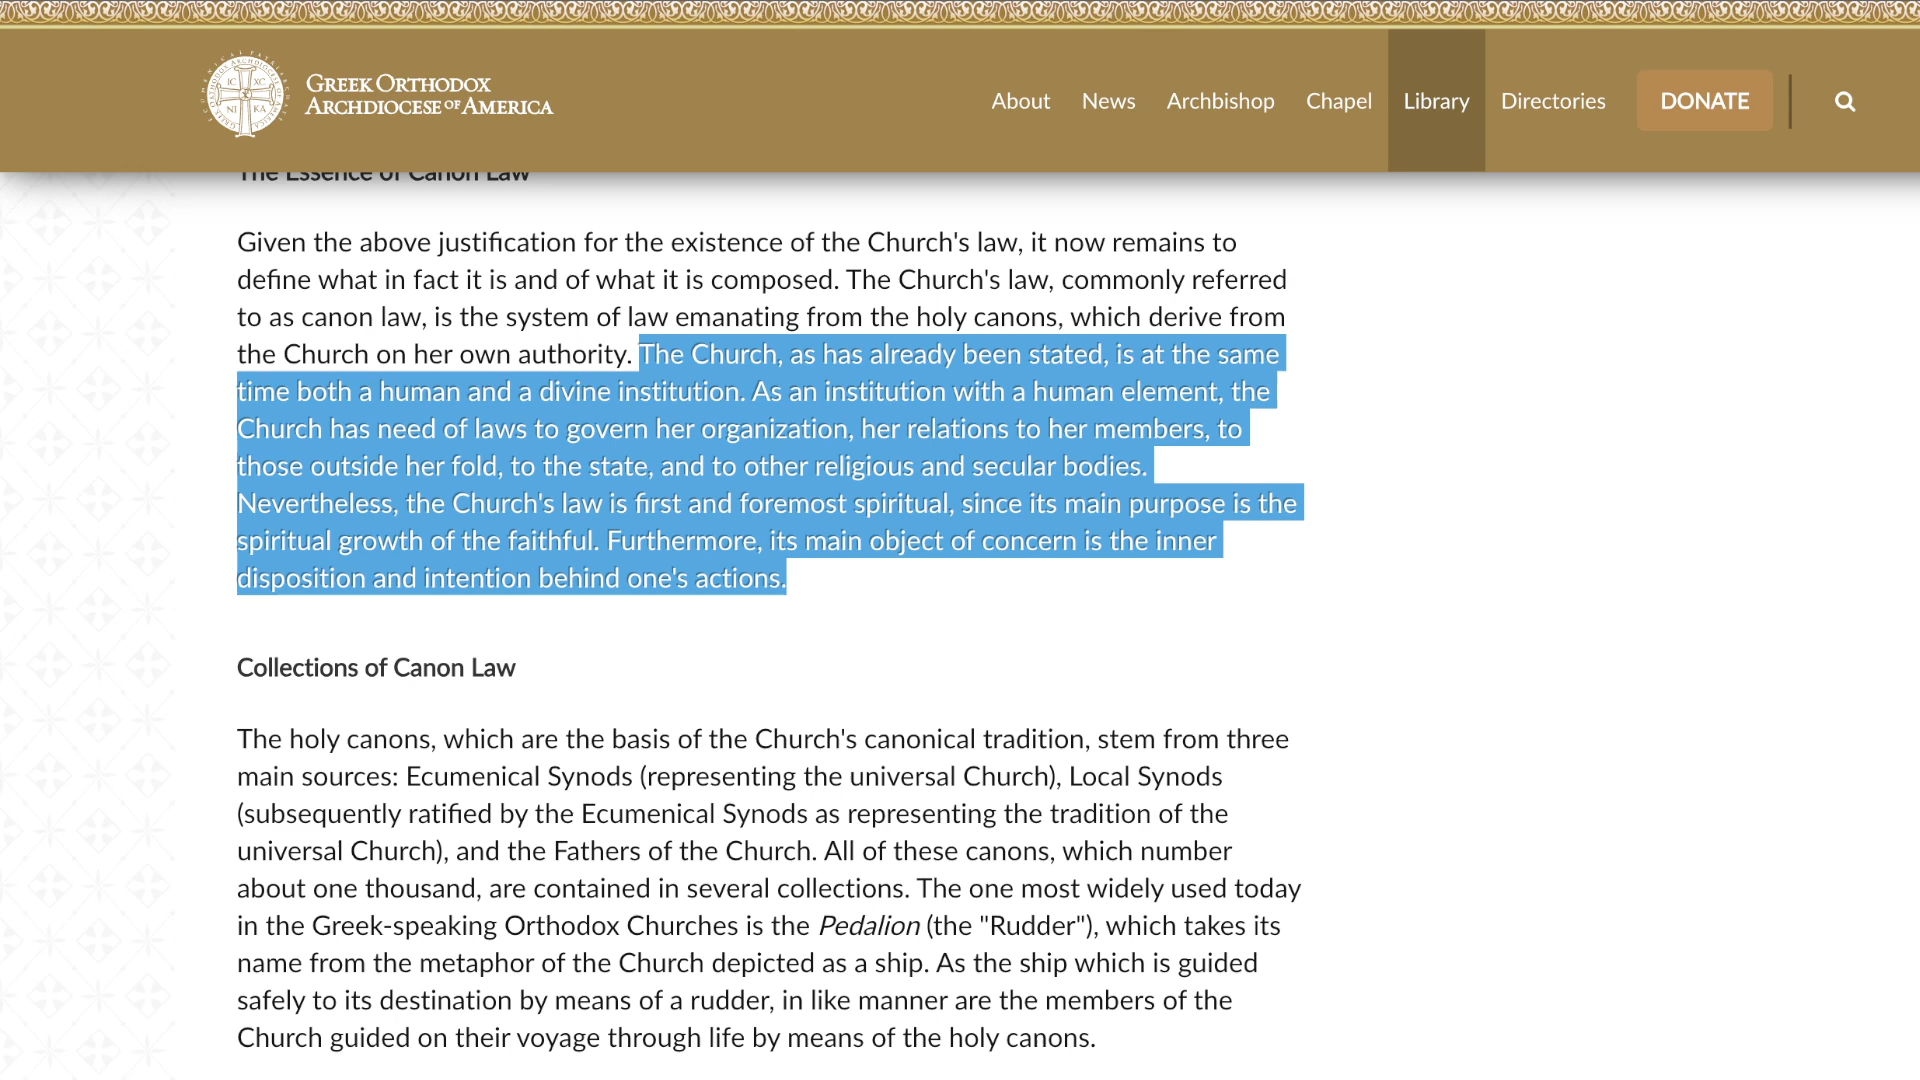 GREEK ORTHODOX
ARCHDIOCESE OF AMERICA
IC XC
NI KA
About News Archbishop Chapel Library Directories DONATE
The Essence of Canon Law
Given the above justification for the existence of the Church's law, it now remains to
define what in fact it is and of what it is composed. The Church's law, commonly referred
to as canon law, is the system of law emanating from the holy canons, which derive from
the Church on her own authority. The Church, as has already been stated, is at the same
time both a human and a divine institution. As an institution with a human element, the
Church has need of laws to govern her organization, her relations to her members, to
those outside her fold, to the state, and to other religious and secular bodies.
Nevertheless, the Church's law is first and foremost spiritual, since its main purpose is the
spiritual growth of the faithful. Furthermore, its main object of concern is the inner
disposition and intention behind one's actions.
Collections of Canon Law
The holy canons, which are the basis of the Church's canonical tradition, stem from three
main sources: Ecumenical Synods (representing the universal Church), Local Synods
(subsequently ratified by the Ecumenical Synods as representing the tradition of the
universal Church), and the Fathers of the Church. All of these canons, which number
about one thousand, are contained in several collections. The one most widely used today
in the Greek-speaking Orthodox Churches is the Pedalion (the "Rudder"), which takes its
name from the metaphor of the Church depicted as a ship. As the ship which is guided
safely to its destination by means of a rudder, in like manner are the members of the
Church guided on their voyage through life by means of the holy canons.